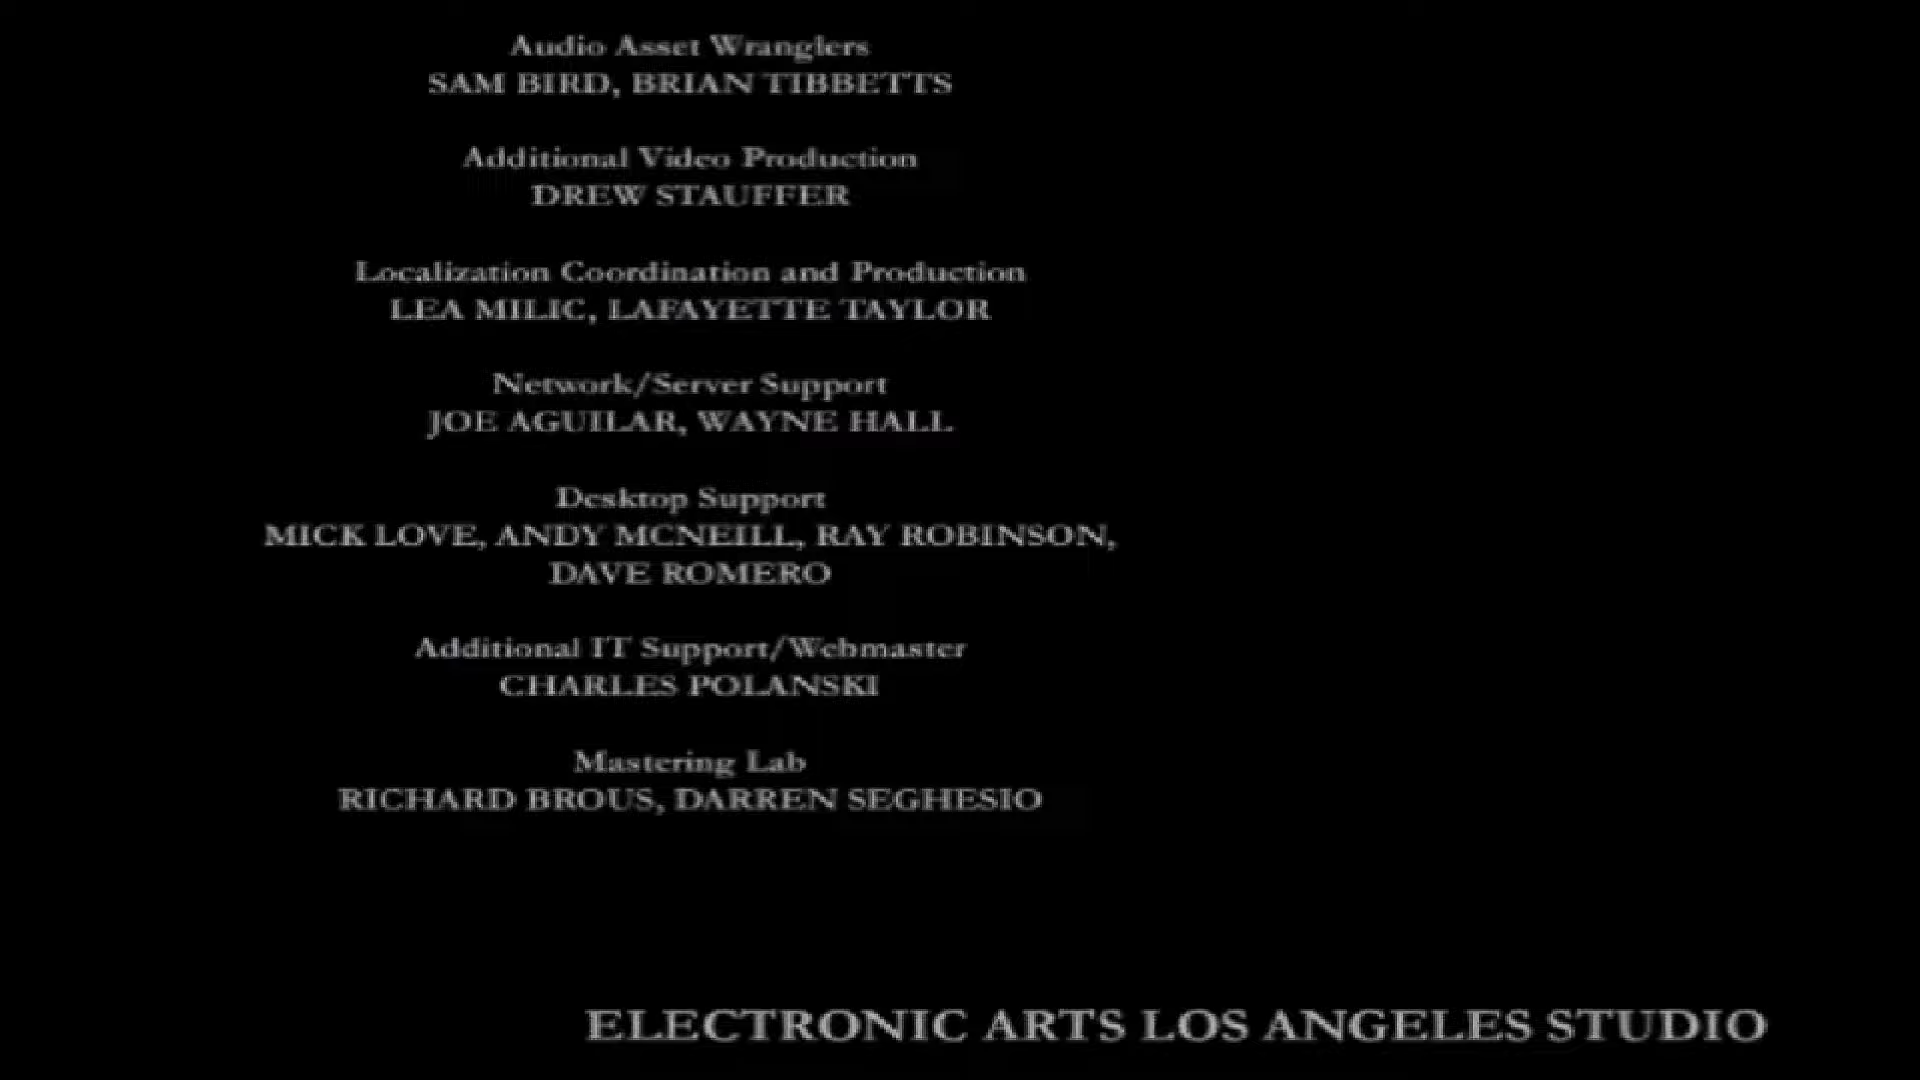 Audio Asset Wranglers
SAM BIRD, BRIAN TIBBETTS
Additional Video Production
DREW STAUFFER
Localization Coordination and Production
LEA MILIC, LAFAYETTE TAYLOR
Network/Server Support
JOE AGUILAR, WAYNE HALL
Desktop Support
MICK LOVE, ANDY MCNEILL, RAY ROBINSON,
DAVE ROMERO
Additional IT Support/Webmaster
CHARLES POLANSKI
Mastering Lab
RICHARD BROUS, DARREN SEGHESIO
ELECTRONIC ARTS LOS ANGELES STUDIO